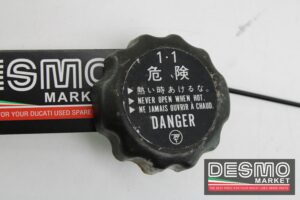 1·1
危険
▶熱い時あけるな。
▶NEVER OPEN WHEN HOT.
▶NE JAMAIS OUVRIR À CHAUD.
DANGER
DESMO
MARKET
FOR YOUR DUCATI USED SPARE
DESMO
MARKET